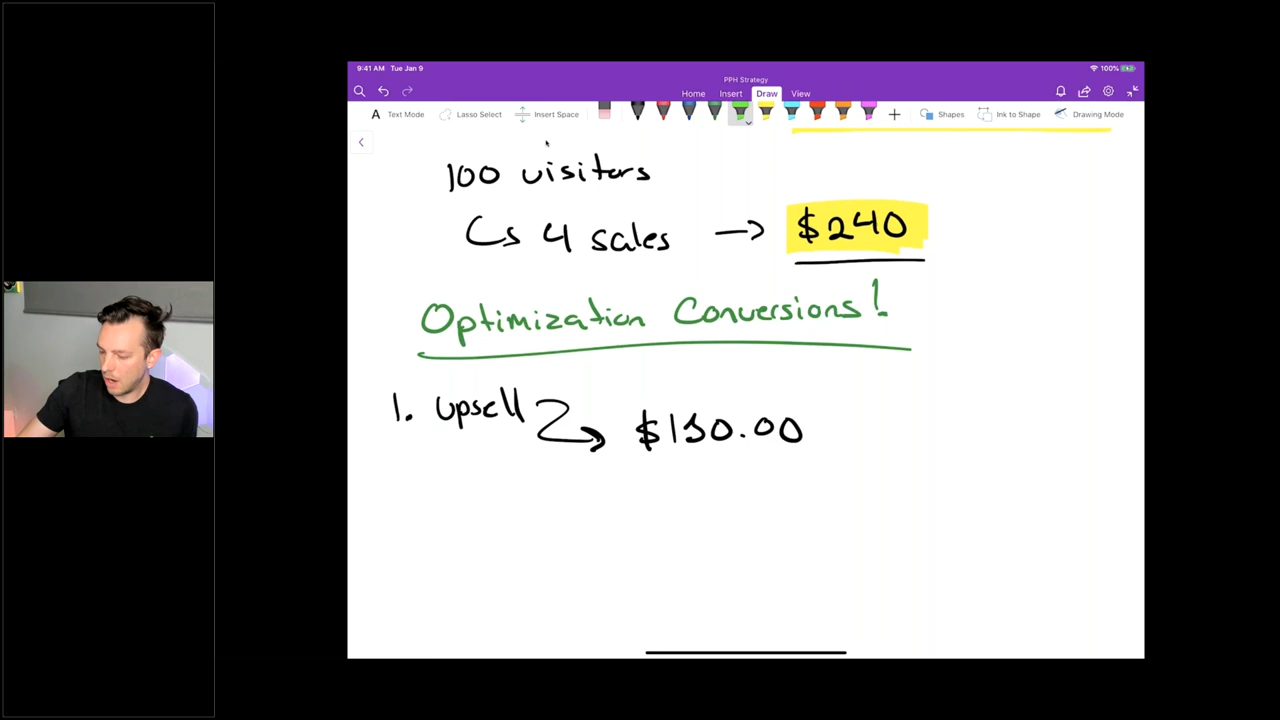 9:41 AM Tue Jan 9
100%
PPH Strategy
Home Insert Draw View
A Text Mode Lasso Select Insert Space Shapes Ink to Shape Drawing Mode
100 visitors
4 sales → $240
Optimization Conversions!
1. Upsell
$150.00